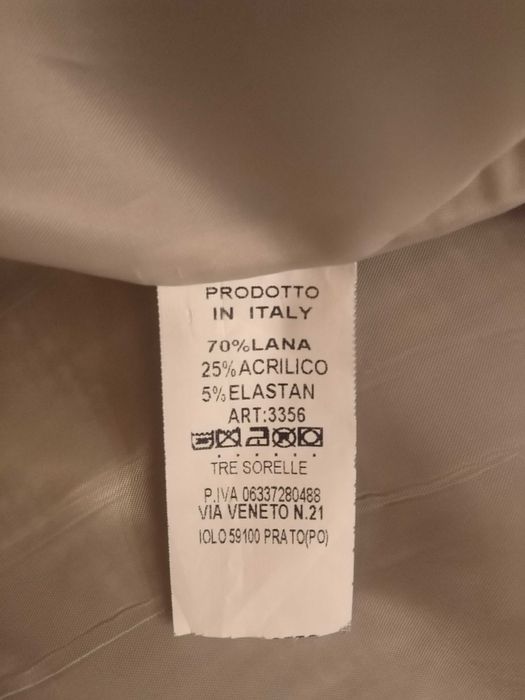 PRODOTTO
IN ITALY
70%LANA
25%ACRILICO
5%ELASTAN
ART:3356
TRE SORELLE
P.IVA 06337280488
VIA VENETO N.21
IOLO 59100 PRATO(PO)